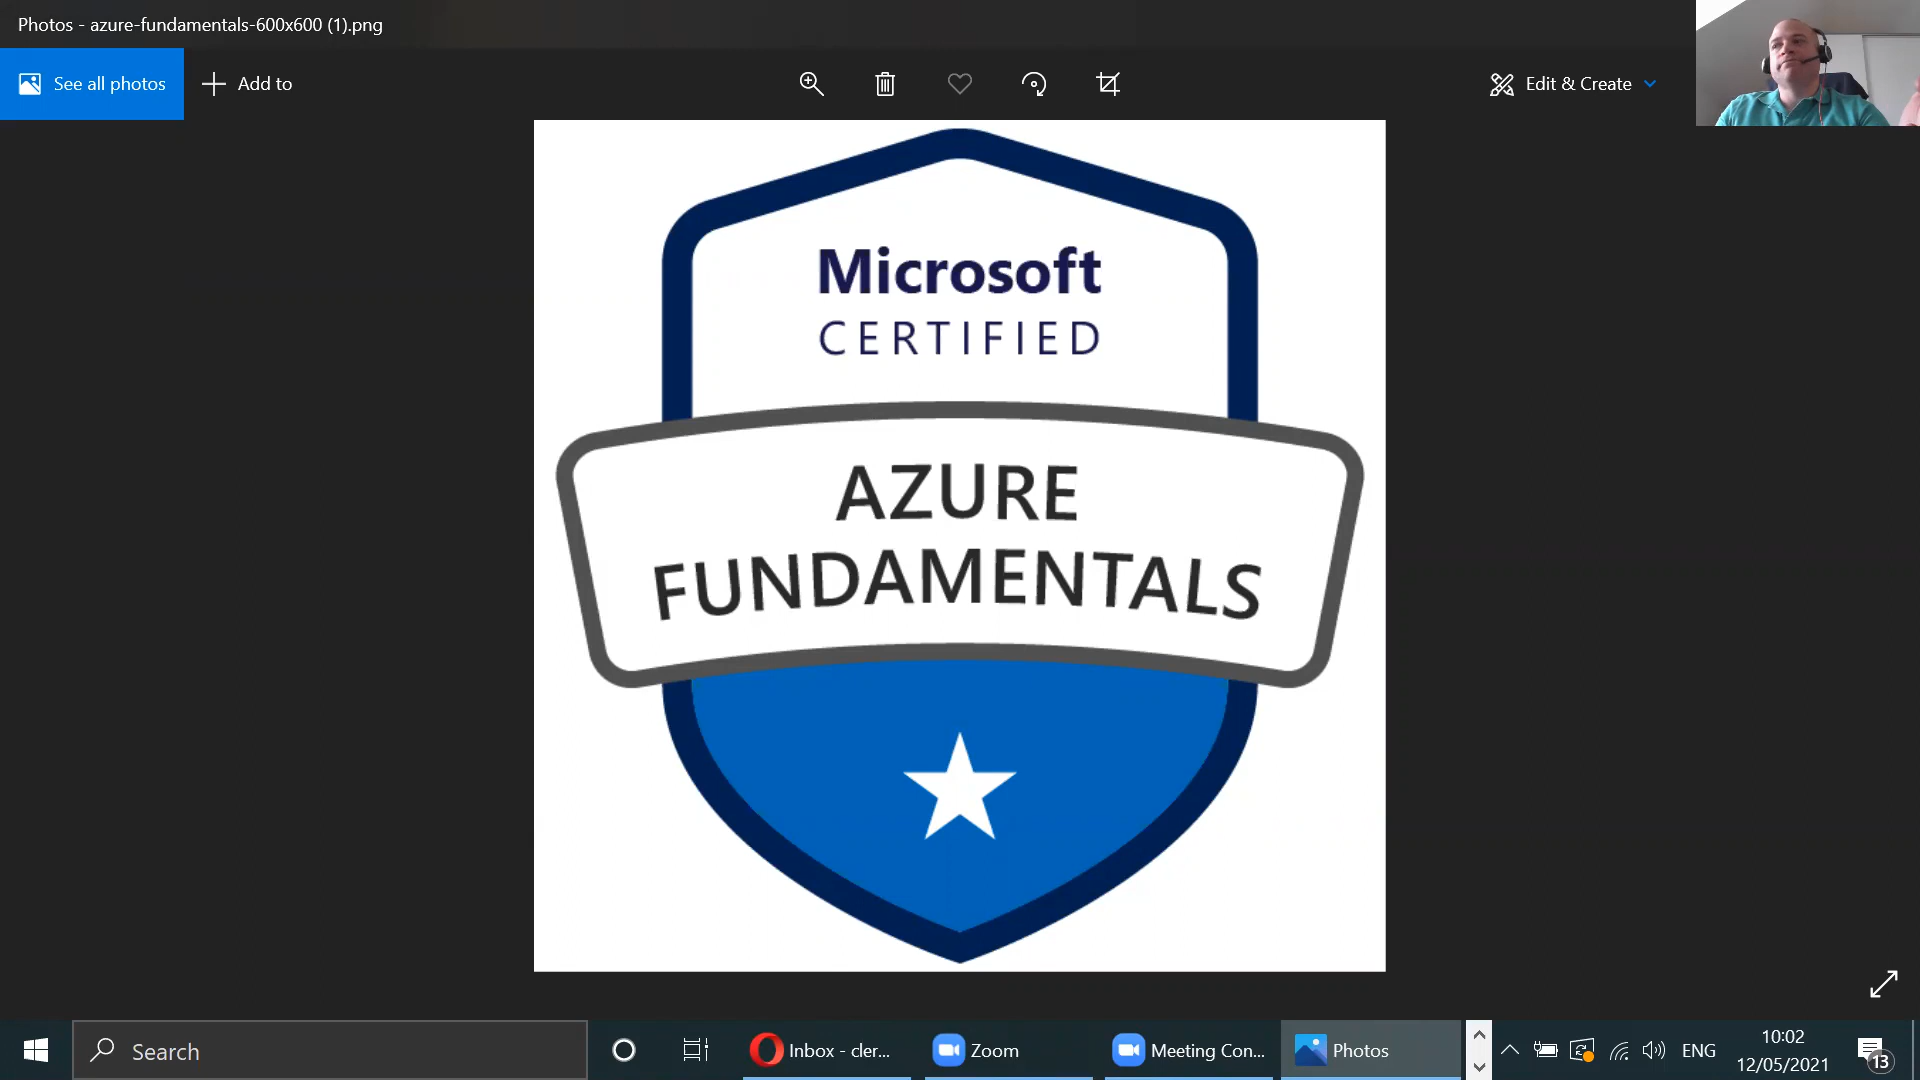 Photos - azure-fundamentals-600x600 (1).png
See all photos
Add to
Edit & Create
Microsoft
CERTIFIED
AZURE
FUNDAMENTALS
Search
Inbox - cler...
Zoom
Meeting Con...
Photos
ENG
10:02
12/05/2021
13